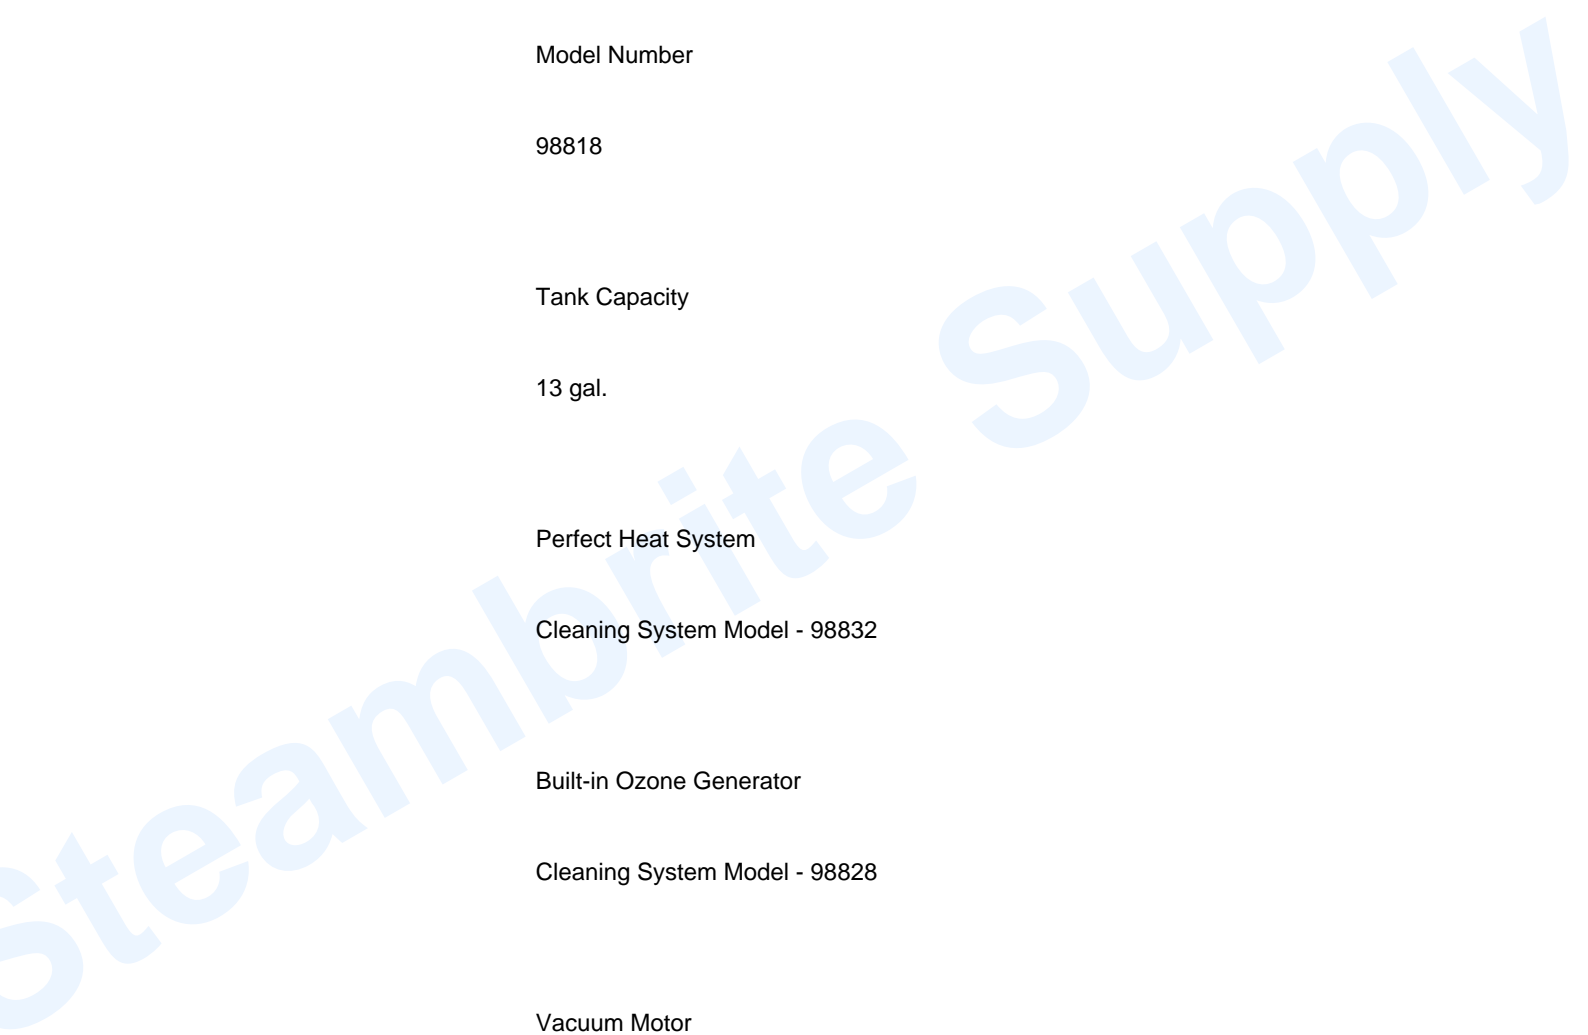 Model Number
98818
Tank Capacity
13 gal.
Perfect Heat System
Cleaning System Model - 98832
Built-in Ozone Generator
Cleaning System Model - 98828
Vacuum Motor
Steambrite Supply